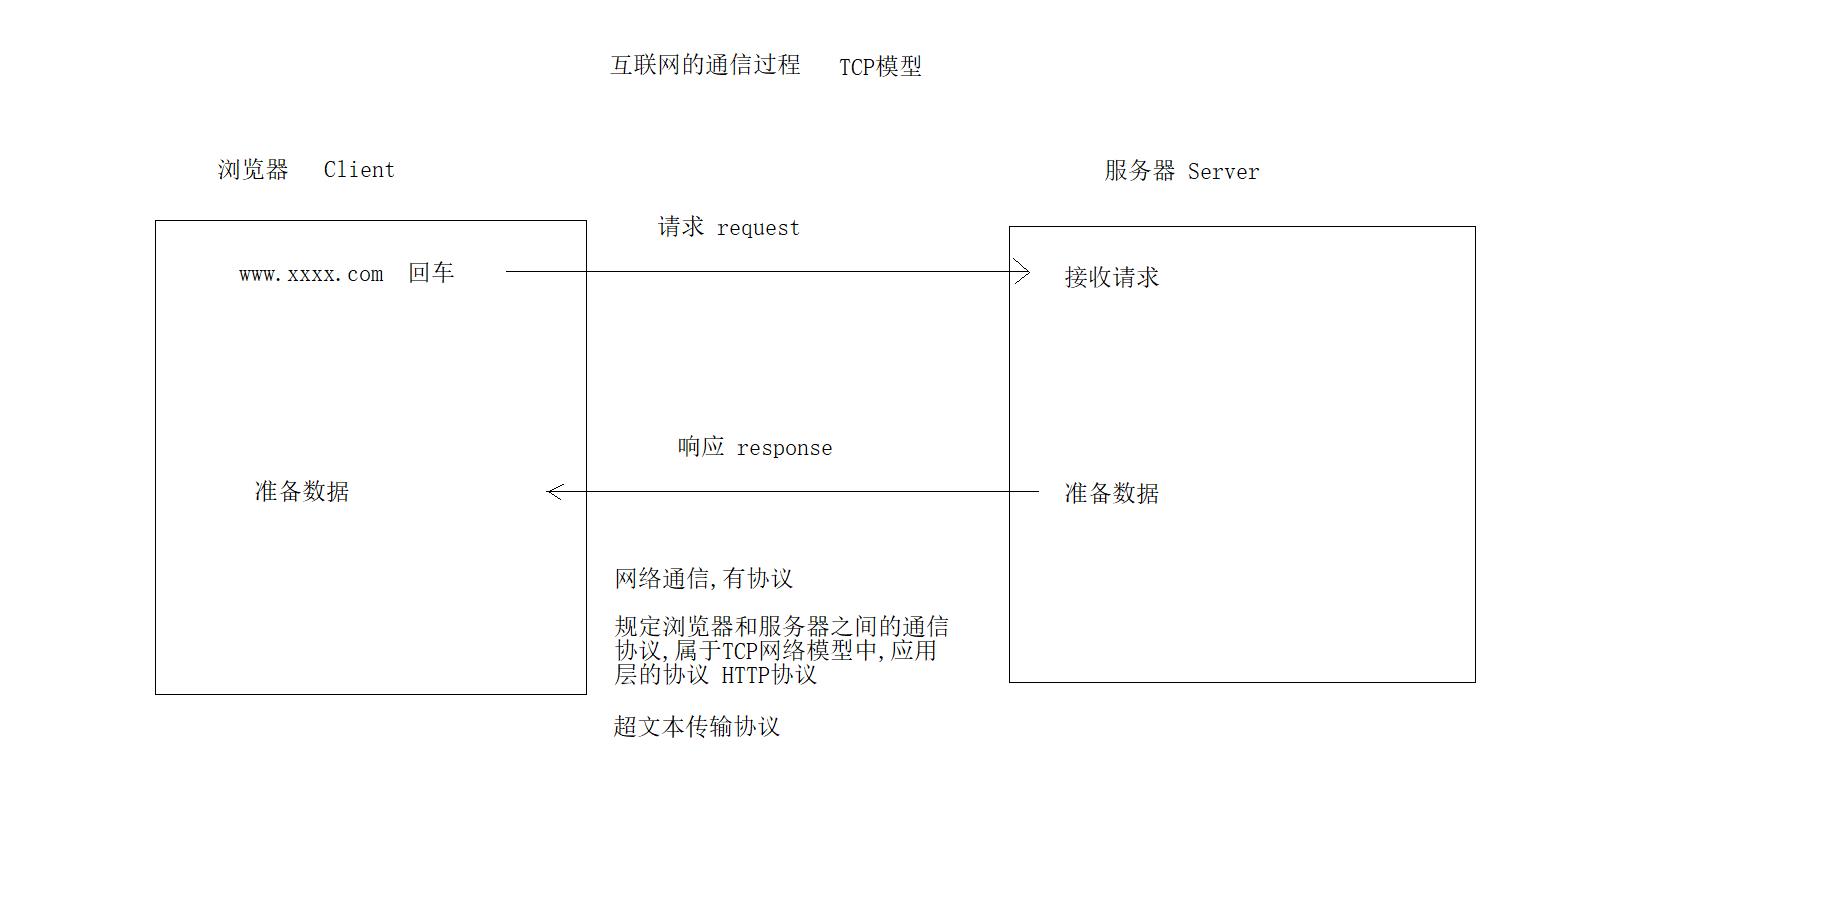 互联网的通信过程 TCP模型
浏览器 Client
服务器 Server
请求 request
www.xxxx.com 回车
接收请求
响应 response
准备数据
准备数据
网络通信,有协议
规定浏览器和服务器之间的通信
协议,属于TCP网络模型中,应用
层的协议 HTTP协议
超文本传输协议